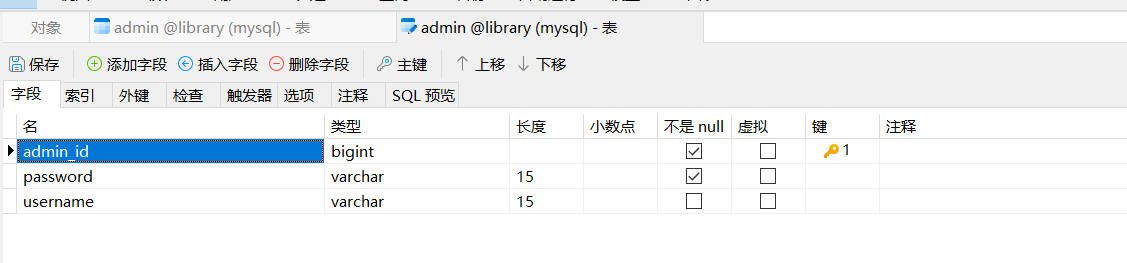 对象 admin @library (mysql) - 表 admin @library (mysql) - 表
保存 添加字段 插入字段 删除字段 主键 上移 下移
字段 索引 外键 检查 触发器 选项 注释 SQL 预览
名 类型 长度 小数点 不是 null 虚拟 键 注释
admin_id bigint 1
password varchar 15
username varchar 15